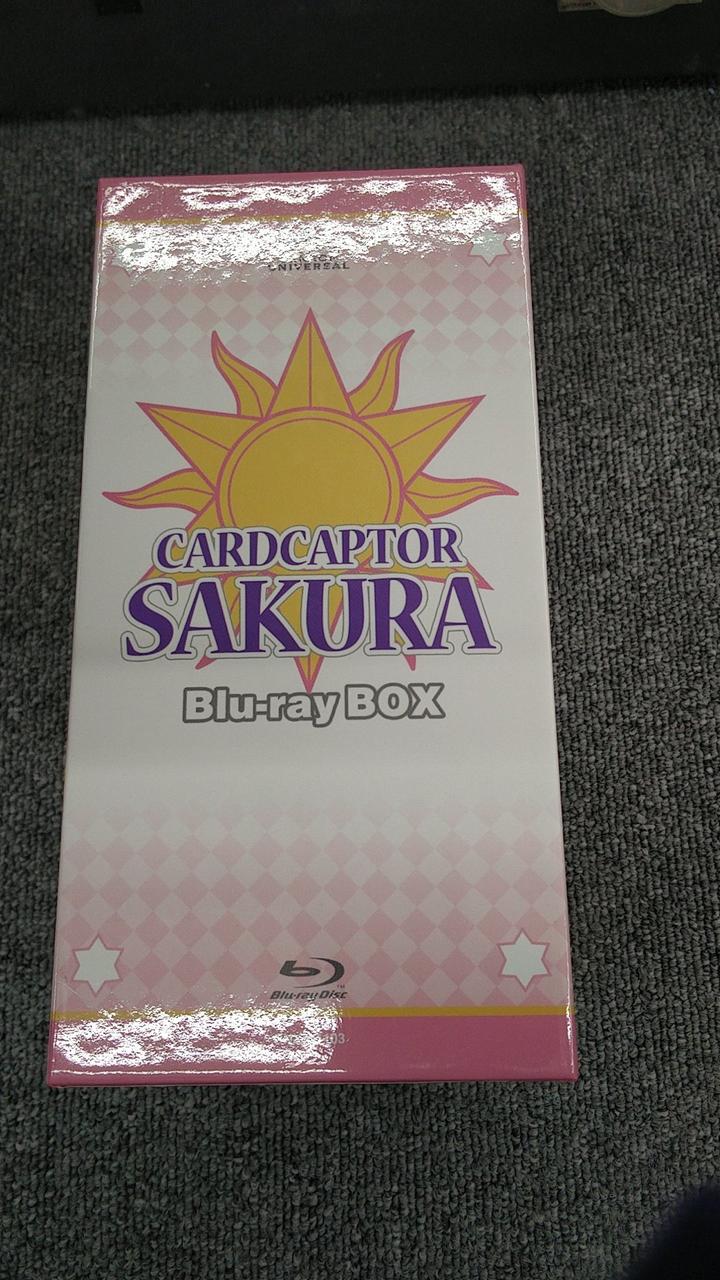 UNIVERSAL
CARDCAPTOR
SAKURA
Blu-ray BOX
Blu-ray Disc